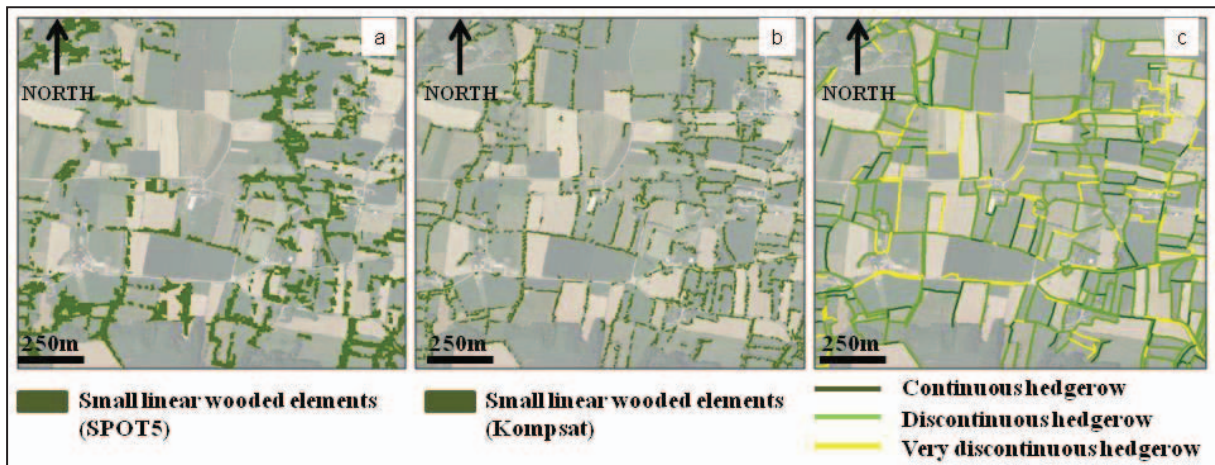 a
NORTH
250m
b
NORTH
250m
c
NORTH
250m
Small linear wooded elements
(SPOT5)
Small linear wooded elements
(Kompsat)
Continuous hedgerow
Discontinuous hedgerow
Very discontinuous hedgerow